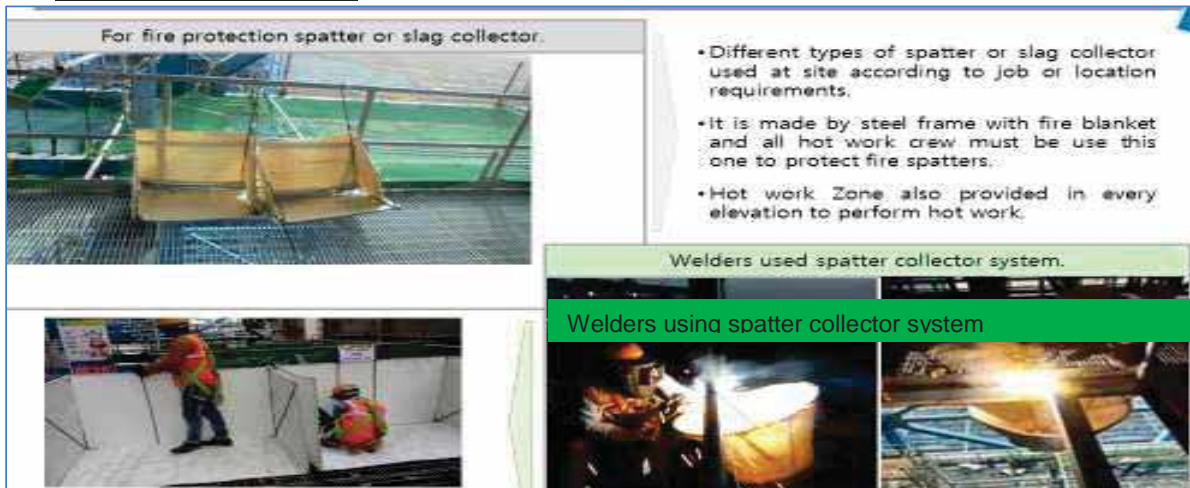 For fire protection spatter or slag collector.
•Different types of spatter or slag collector
used at site according to job or location
requirements.
•It is made by steel frame with fire blanket
and all hot work crew must be use this
one to protect fire spatters.
•Hot work Zone also provided in every
elevation to perform hot work.
Welders used spatter collector system.
Welders using spatter collector system